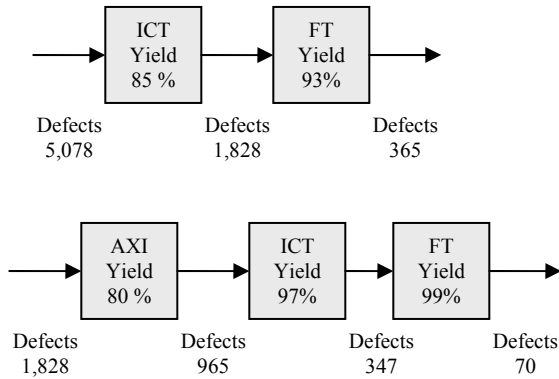 ICT
Yield
85 %
FT
Yield
93%
Defects
5,078
Defects
1,828
Defects
365
AXI
Yield
80 %
ICT
Yield
97%
FT
Yield
99%
Defects
1,828
Defects
965
Defects
347
Defects
70